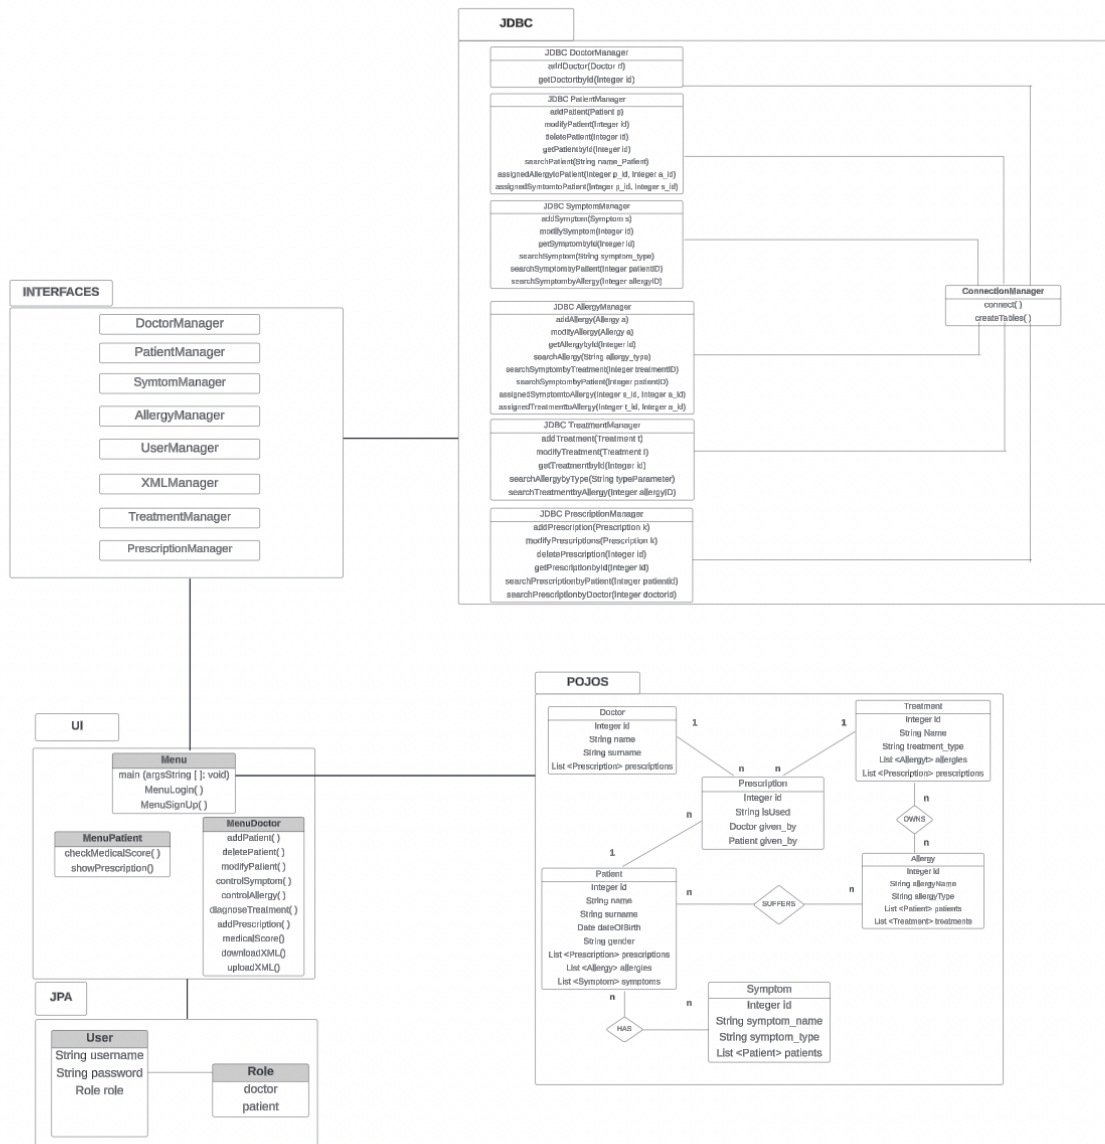 JDBC
JDBC DoctorManager
addDoctor(Doctor d)
getDoctorbyId(Integer id)
JDBC PatientManager
addPatient(Patient p)
modifyPatient(Integer id)
deletePatient(Integer id)
getPatientbyId(Integer id)
searchPatient(String name_Patient)
assignedAllergytoPatient(Integer p_id, Integer a_id)
assignedSymtomtoPatient(Integer p_id, Integer s_id)
JDBC SymptomManager
addSymptom(Symptom s)
modifySymptom(Integer id)
getSymptombyId(Integer id)
searchSymptom(String symptom_type)
searchSymptombyPatient(Integer patientID)
searchSymptombyAllergy(Integer allergyID)
JDBC AllergyManager
addAllergy(Allergy a)
modifyAllergy(Allergy a)
getAllergybyId(Integer id)
searchAllergy(String allergy_type)
searchSymptombyTreatment(Integer treatmentID)
searchSymptombyPatient(Integer patientID)
assignedSymptomtoAllergy(Integer s_id, Integer a_id)
assignedTreatmenttoAllergy(Integer t_id, Integer a_id)
JDBC TreatmentManager
addTreatment(Treatment t)
modifyTreatment(Treatment t)
getTreatmentbyId(Integer id)
searchAllergybyType(String typeParameter)
searchTreatmentbyAllergy(Integer allergyID)
JDBC PrescriptionManager
addPrescription(Prescription k)
modifyPrescriptions(Prescription k)
deletePrescription(Integer id)
getPrescriptionbyId(Integer id)
searchPrescriptionbyPatient(Integer patientid)
searchPrescriptionbyDoctor(Integer doctorid)
ConnectionManager
connect( )
createTables( )
INTERFACES
DoctorManager
PatientManager
SymtomManager
AllergyManager
UserManager
XMLManager
TreatmentManager
PrescriptionManager
UI
Menu
main (argsString [ ]: void)
MenuLogin( )
MenuSignUp( )
MenuPatient
checkMedicalScore( )
showPrescription()
MenuDoctor
addPatient( )
deletePatient( )
modifyPatient( )
controlSymptom( )
controlAllergy( )
diagnoseTreatment( )
addPrescription( )
medicalScore()
downloadXML()
uploadXML()
JPA
User
String username
String password
Role role
Role
doctor
patient
POJOS
Doctor
Integer id
String name
String surname
List <Prescription> prescriptions
1
n
Treatment
Integer id
String Name
String treatment_type
List <Allergyt> allergies
List <Prescription> prescriptions
1
n
Prescription
Integer id
String isUsed
Doctor given_by
Patient given_by
n
1
n
OWNS
n
Allergy
Integer id
String allergyName
String allergyType
List <Patient> patients
List <Treatment> treatments
Patient
Integer id
String name
String surname
Date dateOfBirth
String gender
List <Prescription> prescriptions
List <Allergy> allergies
List <Symptom> symptoms
n
SUFFERS
n
n
HAS
n
Symptom
Integer id
String symptom_name
String symptom_type
List <Patient> patients